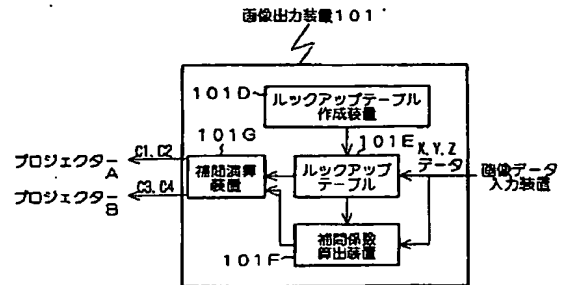 画像出力装置101
101D
ルックアップテーブル
作成装置
101G
101E
X, Y, Z
データ
プロジェクター
A
C1, C2
補間演算
装置
ルックアップ
テーブル
画像データ
入力装置
プロジェクター
B
C3, C4
補間係数
算出装置
101F